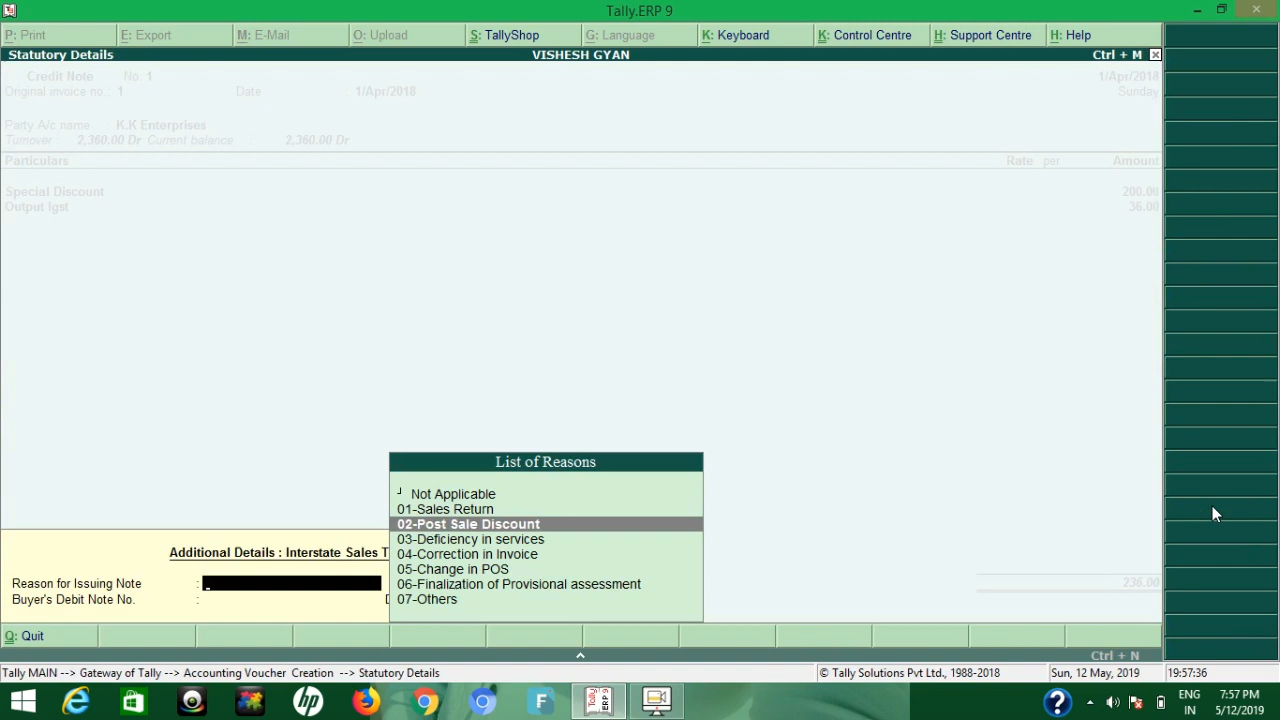 Tally.ERP 9
P: Print E: Export M: E-Mail O: Upload S: TallyShop G: Language K: Keyboard K: Control Centre H: Support Centre H: Help
Statutory Details VISHESH GYAN Ctrl + M
Credit Note No. 1 1/Apr/2018
Original invoice no.: 1 Date : 1/Apr/2018 Sunday
Party A/c name : K.K Enterprises
Turnover : 2,360.00 Dr Current balance : 2,360.00 Dr
Particulars Rate per Amount
Special Discount 200.00
Output Igst 36.00
List of Reasons
Not Applicable
01-Sales Return
02-Post Sale Discount
03-Deficiency in services
04-Correction in Invoice
05-Change in POS
06-Finalization of Provisional assessment
07-Others
Additional Details : Interstate Sales T
Reason for Issuing Note :
Buyer's Debit Note No. :
236.00
Q: Quit
Ctrl + N
Tally MAIN --> Gateway of Tally --> Accounting Voucher Creation --> Statutory Details © Tally Solutions Pvt Ltd., 1988-2018 Sun, 12 May, 2019 19:57:36
ENG 7:57 PM
IN 5/12/2019